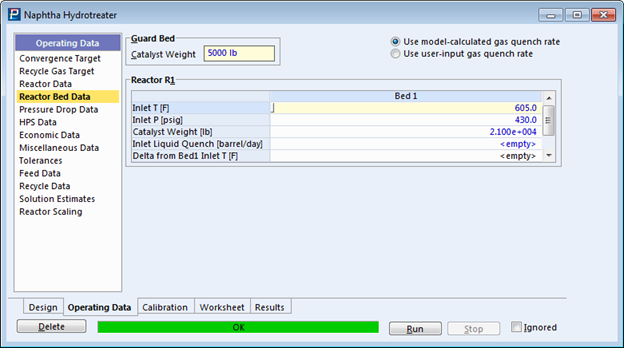 Naphtha Hydrotreater
Operating Data
Convergence Target
Recycle Gas Target
Reactor Data
Reactor Bed Data
Pressure Drop Data
HPS Data
Economic Data
Miscellaneous Data
Tolerances
Feed Data
Recycle Data
Solution Estimates
Reactor Scaling
Guard Bed
Catalyst Weight 5000 lb
Use model-calculated gas quench rate
Use user-input gas quench rate
Reactor R1
Bed 1
Inlet T [F] 605.0
Inlet P [psig] 430.0
Catalyst Weight [lb] 2.100e+004
Inlet Liquid Quench [barrel/day] <empty>
Delta from Bed1 Inlet T [F] <empty>
Design Operating Data Calibration Worksheet Results
Delete OK Run Stop Ignored